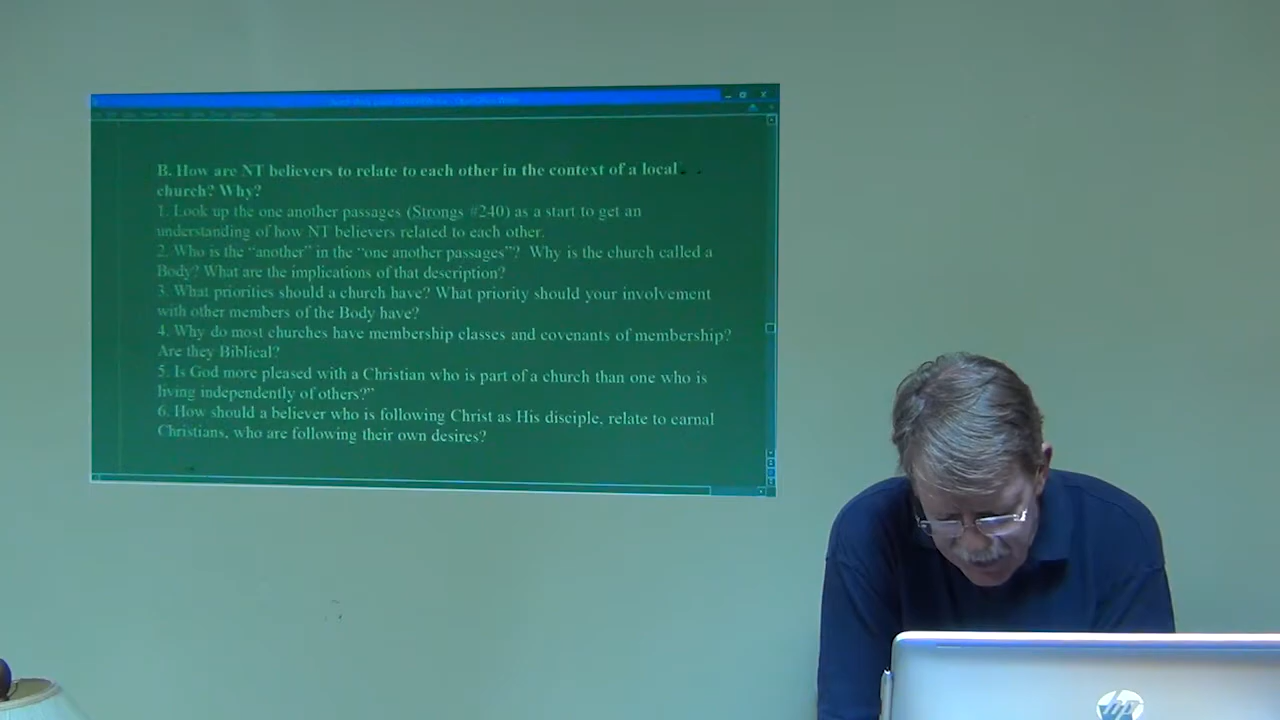 B. How are NT believers to relate to each other in the context of a local
church? Why?
1. Look up the one another passages (Strongs #240) as a start to get an
understanding of how NT believers related to each other.
2. Who is the “another” in the “one another passages”? Why is the church called a
Body? What are the implications of that description?
3. What priorities should a church have? What priority should your involvement
with other members of the Body have?
4. Why do most churches have membership classes and covenants of membership?
Are they Biblical?
5. Is God more pleased with a Christian who is part of a church than one who is
living independently of others?”
6. How should a believer who is following Christ as His disciple, relate to carnal
Christians, who are following their own desires?
hp